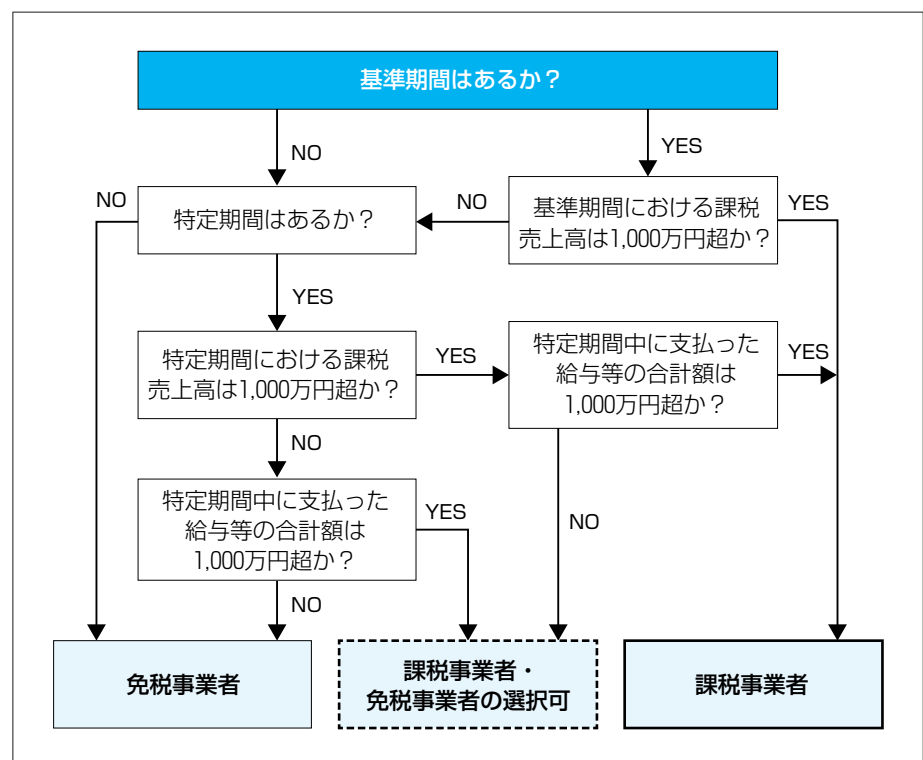 基準期間はあるか？
NO
YES
NO
特定期間はあるか？
NO
基準期間における課税
売上高は1,000万円超か？
YES
YES
特定期間における課税
売上高は1,000万円超か？
YES
特定期間中に支払った
給与等の合計額は
1,000万円超か？
YES
NO
特定期間中に支払った
給与等の合計額は
1,000万円超か？
YES
NO
NO
免税事業者
課税事業者・
免税事業者の選択可
課税事業者